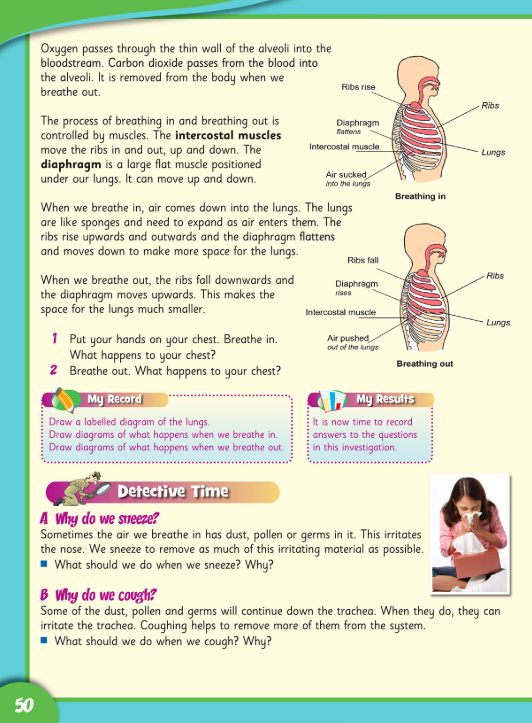 Oxygen passes through the thin wall of the alveoli into the
bloodstream. Carbon dioxide passes from the blood into
the alveoli. It is removed from the body when we
breathe out.
The process of breathing in and breathing out is
controlled by muscles. The intercostal muscles
move the ribs in and out, up and down. The
diaphragm is a large flat muscle positioned
under our lungs. It can move up and down.
When we breathe in, air comes down into the lungs. The lungs
are like sponges and need to expand as air enters them. The
ribs rise upwards and outwards and the diaphragm flattens
and moves down to make more space for the lungs.
When we breathe out, the ribs fall downwards and
the diaphragm moves upwards. This makes the
space for the lungs much smaller.
1 Put your hands on your chest. Breathe in.
What happens to your chest?
2 Breathe out. What happens to your chest?
Ribs rise
Ribs
Diaphragm
flattens
Intercostal muscle
Lungs
Air sucked
into the lungs
Breathing in
Ribs fall
Ribs
Diaphragm
rises
Intercostal muscle
Lungs
Air pushed
out of the lungs
Breathing out
My Record
Draw a labelled diagram of the lungs.
Draw diagrams of what happens when we breathe in.
Draw diagrams of what happens when we breathe out.
My Results
It is now time to record
answers to the questions
in this investigation.
Detective Time
A Why do we sneeze?
Sometimes the air we breathe in has dust, pollen or germs in it. This irritates
the nose. We sneeze to remove as much of this irritating material as possible.
What should we do when we sneeze? Why?
B Why do we cough?
Some of the dust, pollen and germs will continue down the trachea. When they do, they can
irritate the trachea. Coughing helps to remove more of them from the system.
What should we do when we cough? Why?
50